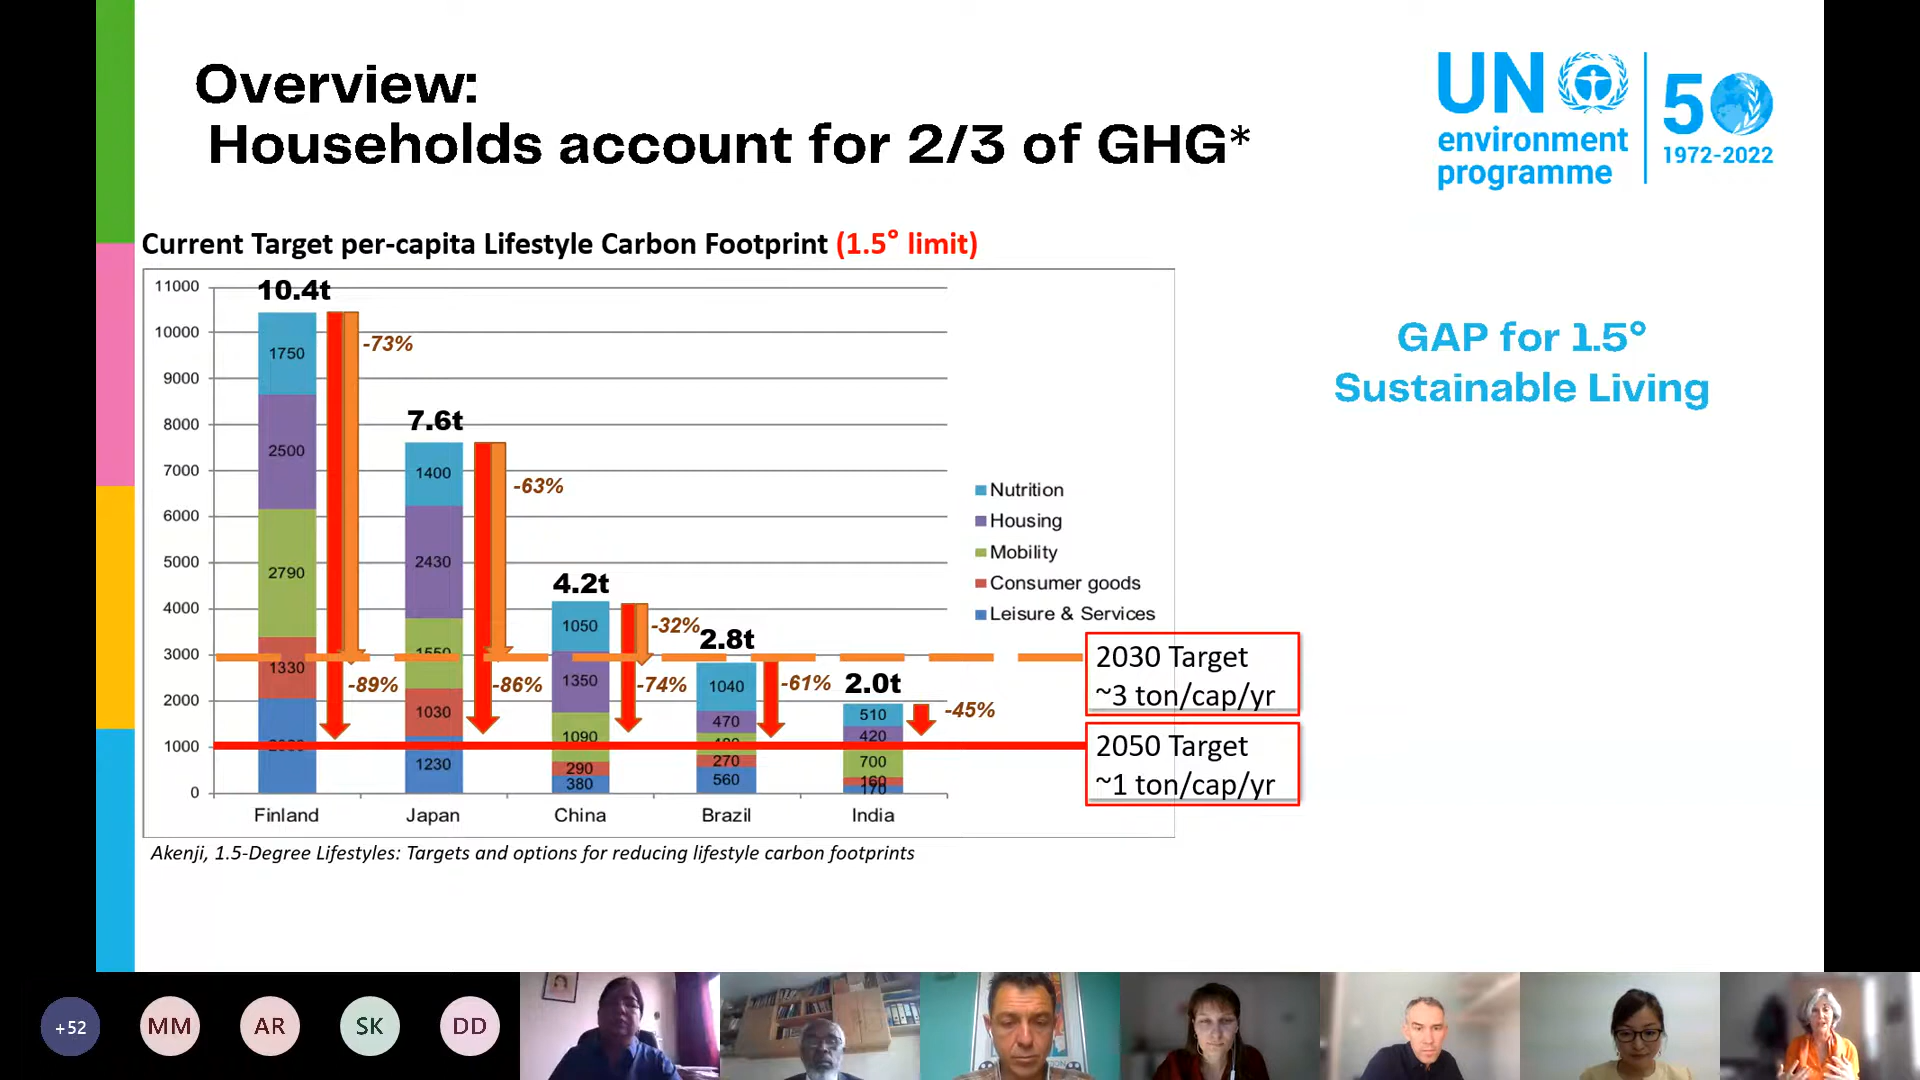 Overview:
Households account for 2/3 of GHG*
UN
environment
programme
50
1972-2022
Current Target per-capita Lifestyle Carbon Footprint (1.5° limit)
GAP for 1.5°
Sustainable Living
11000
10000
9000
8000
7000
6000
5000
4000
3000
2000
1000
0
10.4t
1750
2500
2790
1330
-73%
-89%
7.6t
1400
2430
1550
1030
1230
-63%
-86%
4.2t
1050
1350
1090
290
380
-32%
-74%
2.8t
1040
470
270
560
-61%
2.0t
510
420
700
160
170
-45%
Finland
Japan
China
Brazil
India
Nutrition
Housing
Mobility
Consumer goods
Leisure & Services
2030 Target
~3 ton/cap/yr
2050 Target
~1 ton/cap/yr
Akenji, 1.5-Degree Lifestyles: Targets and options for reducing lifestyle carbon footprints
+52
MM
AR
SK
DD